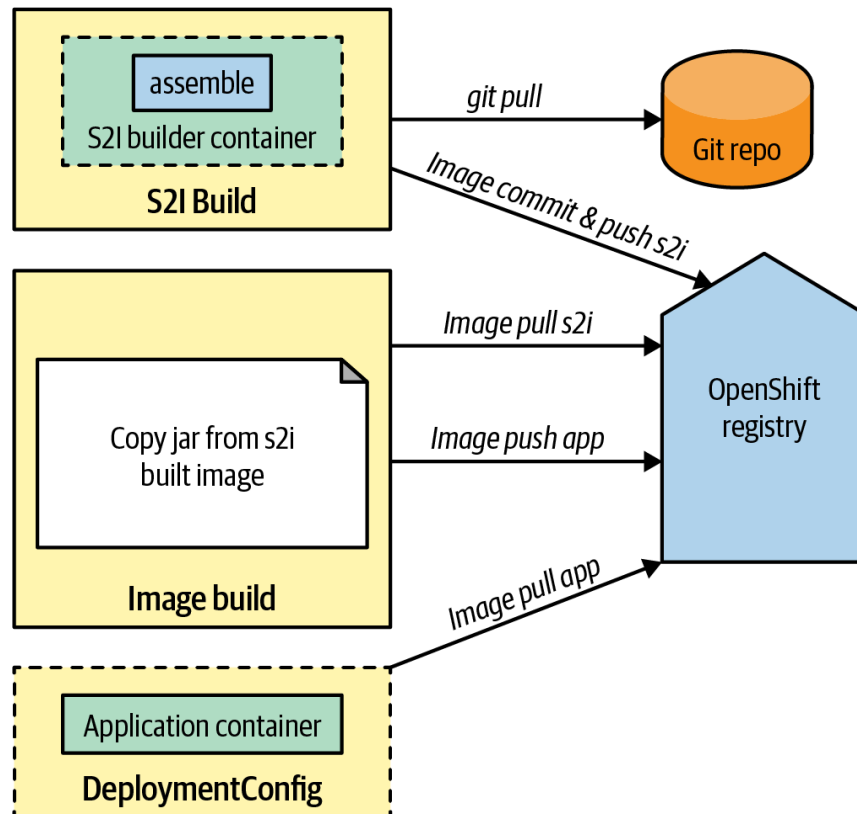 assemble
S2I builder container
S2I Build
git pull
Git repo
Image commit & push s2i
Image pull s2i
OpenShift
registry
Copy jar from s2i
built image
Image push app
Image build
Image pull app
Application container
DeploymentConfig